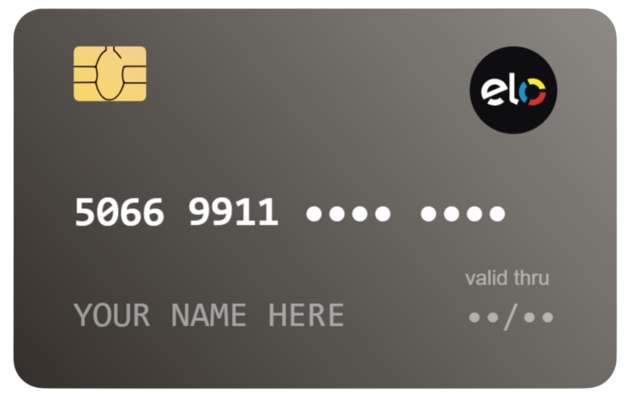 elo
5066 9911 •••• ••••
valid thru
YOUR NAME HERE ••/••